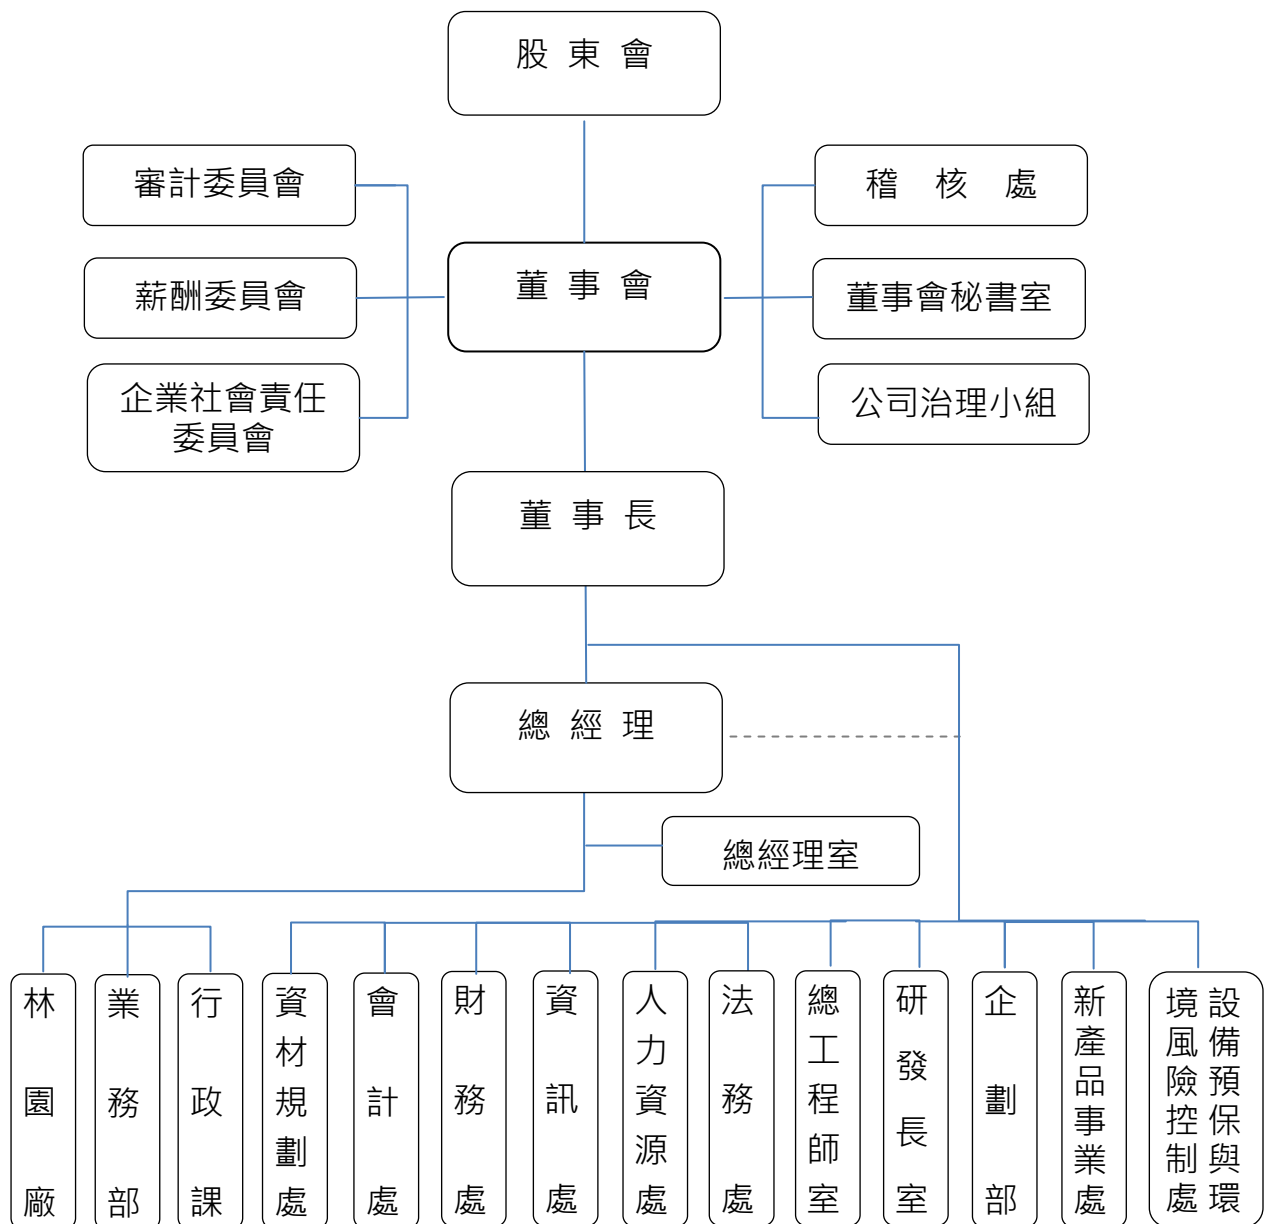 股東會
審計委員會
稽核處
董事會
薪酬委員會
董事會秘書室
企業社會責任
委員會
公司治理小組
董事長
總經理
總經理室
林園廠
業務部
行政課
資材規劃處
會計處
財務處
資訊處
人力資源處
法務處
總工程師室
研發長室
企劃部
新產品事業處
設備預保與環
境風險控制處